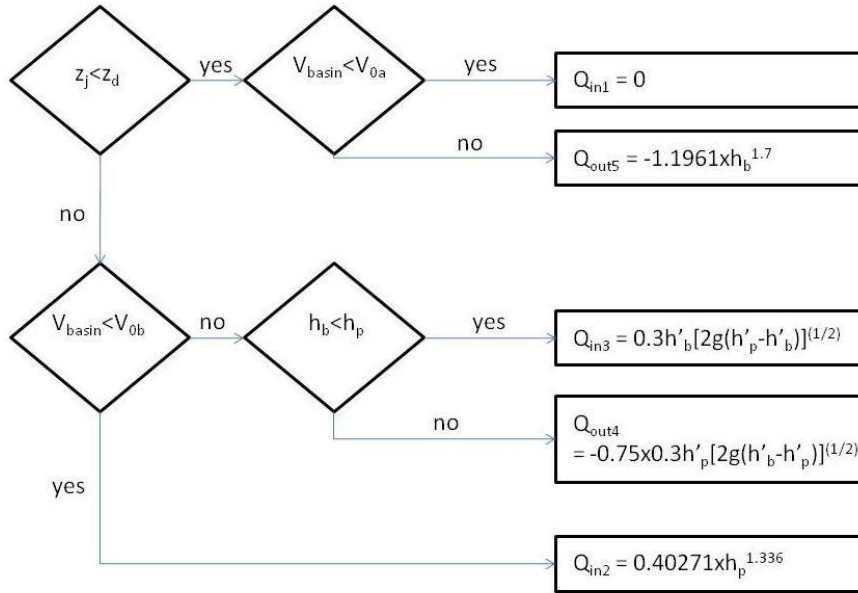 z_j<z_d
yes
V_basin<V_0a
yes
Q_in1 = 0
no
Q_out5 = -1.1961xh_b^1.7
no
V_basin<V_0b
no
h_b<h_p
yes
Q_in3 = 0.3h'_b[2g(h'_p-h'_b)]^(1/2)
no
Q_out4
= -0.75x0.3h'_p[2g(h'_b-h'_p)]^(1/2)
yes
Q_in2 = 0.40271xh_p^1.336